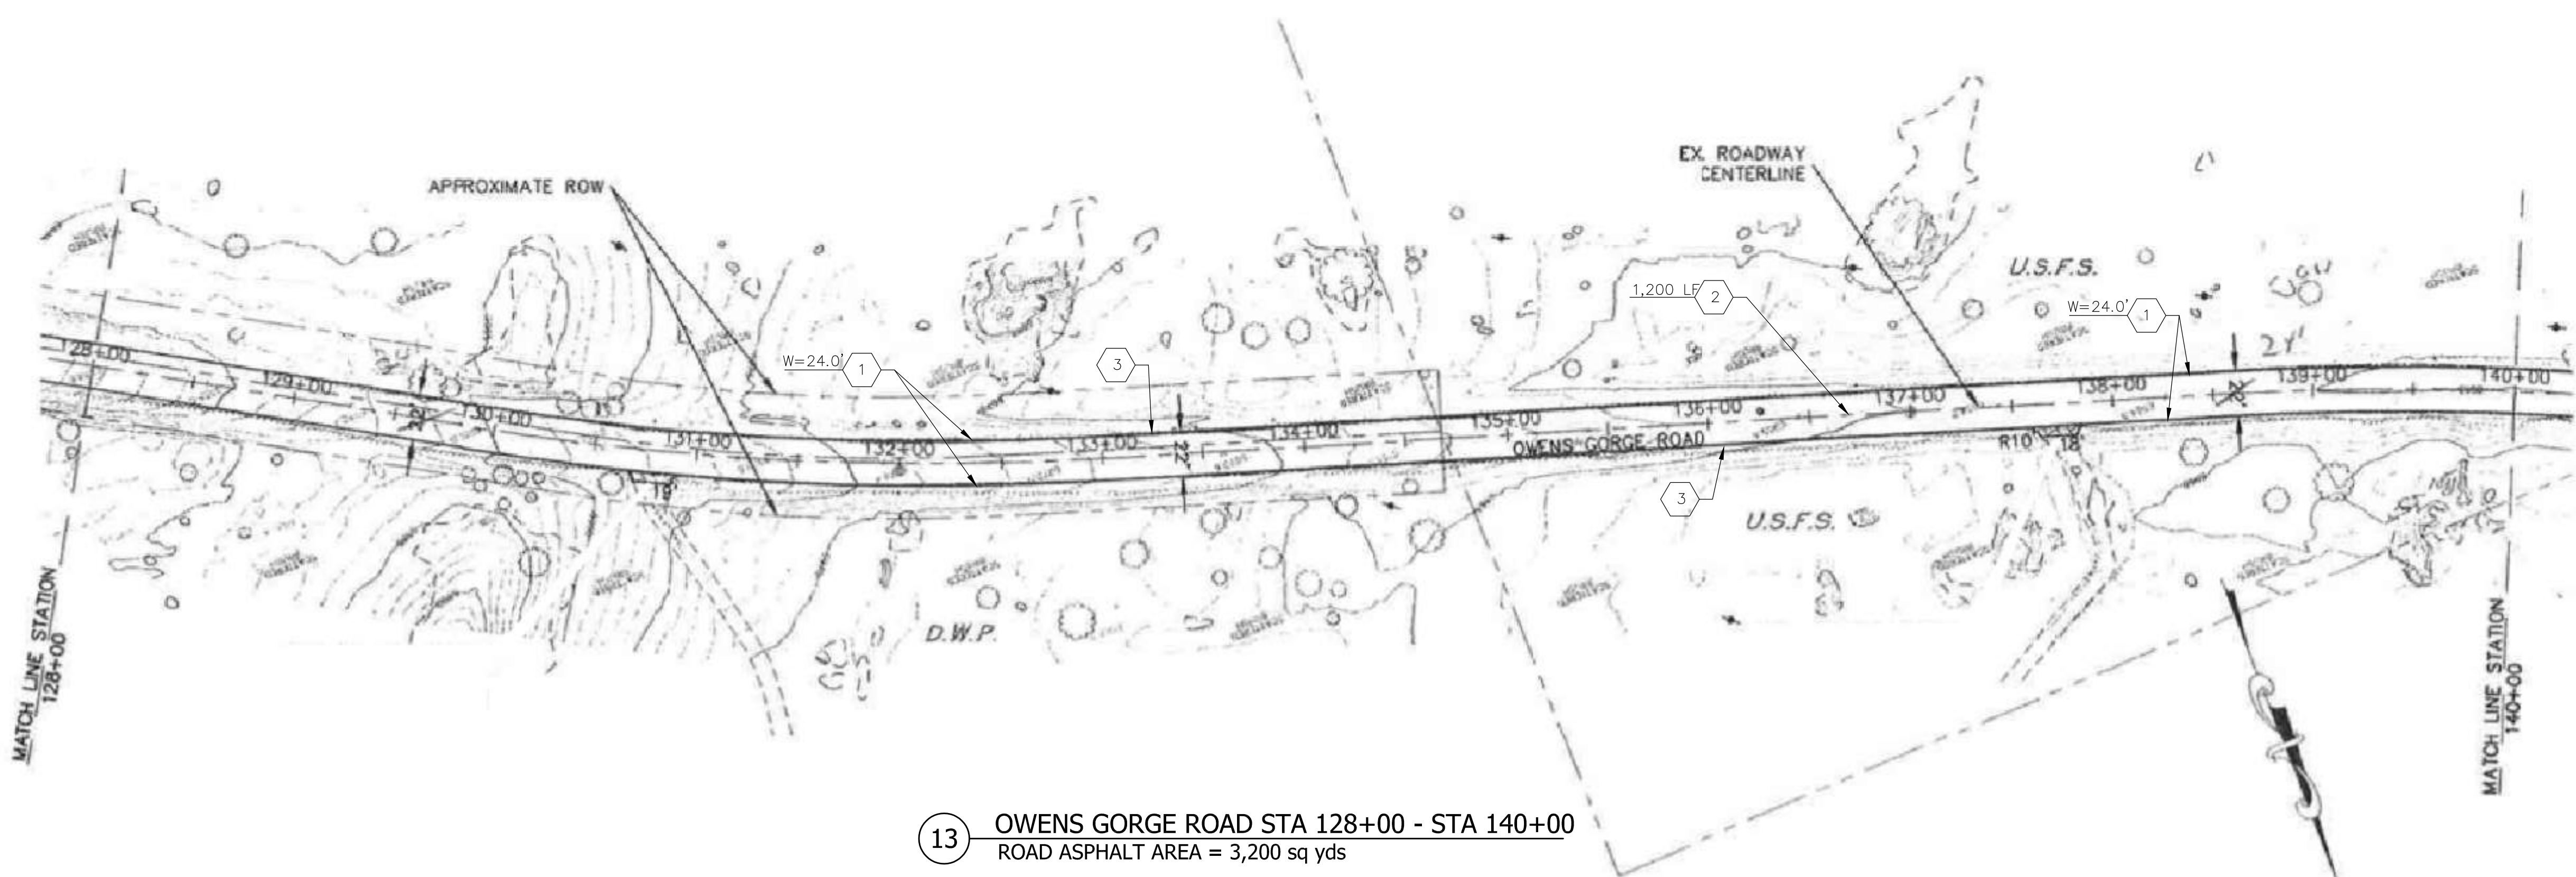 APPROXIMATE ROW
EX. ROADWAY
CENTERLINE
U.S.F.S.
1,200 LF
2
W=24.0'
1
W=24.0'
1
3
128+00
129+00
130+00
131+00
132+00
133+00
134+00
135+00
136+00
137+00
138+00
139+00
140+00
22'
22'
OWENS GORGE ROAD
R10
18'
18'
3
U.S.F.S.
D.W.P.
MATCH LINE STATION
128+00
MATCH LINE STATION
140+00
13
OWENS GORGE ROAD STA 128+00 - STA 140+00
ROAD ASPHALT AREA = 3,200 sq yds